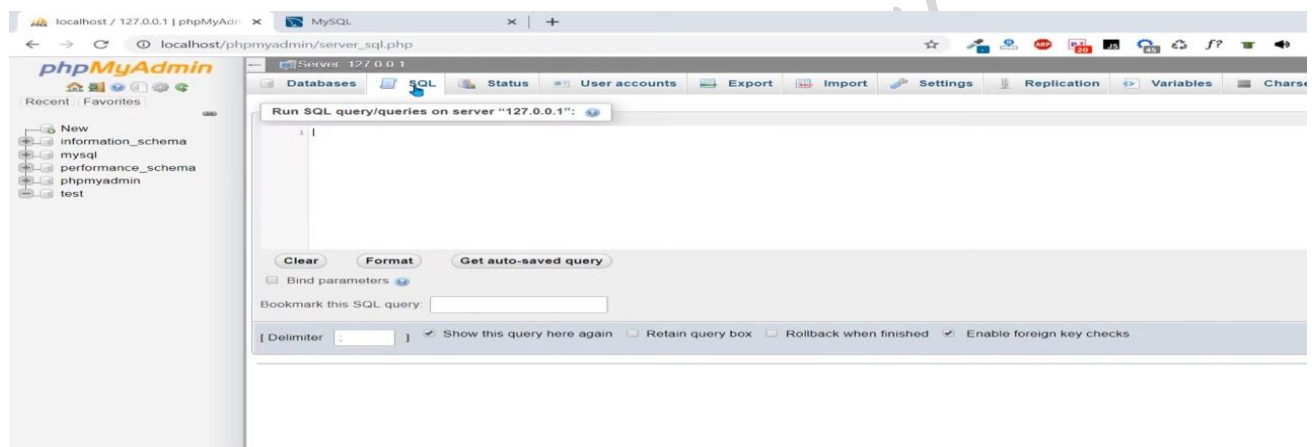 localhost / 127.0.0.1 | phpMyAdm
MySQL
localhost/phpmyadmin/server_sql.php
phpMyAdmin
Recent Favorites
New
information_schema
mysql
performance_schema
phpmyadmin
test
Server: 127.0.0.1
Databases SQL Status User accounts Export Import Settings Replication Variables Charse
Run SQL query/queries on server "127.0.0.1":
1
Clear Format Get auto-saved query
Bind parameters
Bookmark this SQL query:
[ Delimiter ; ] Show this query here again Retain query box Rollback when finished Enable foreign key checks